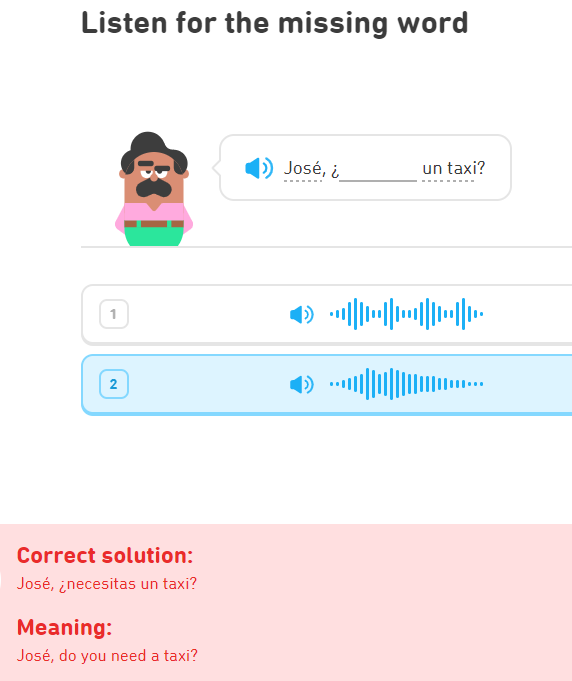 Listen for the missing word
José, ¿________ un taxi?
1
2
Correct solution:
José, ¿necesitas un taxi?
Meaning:
José, do you need a taxi?